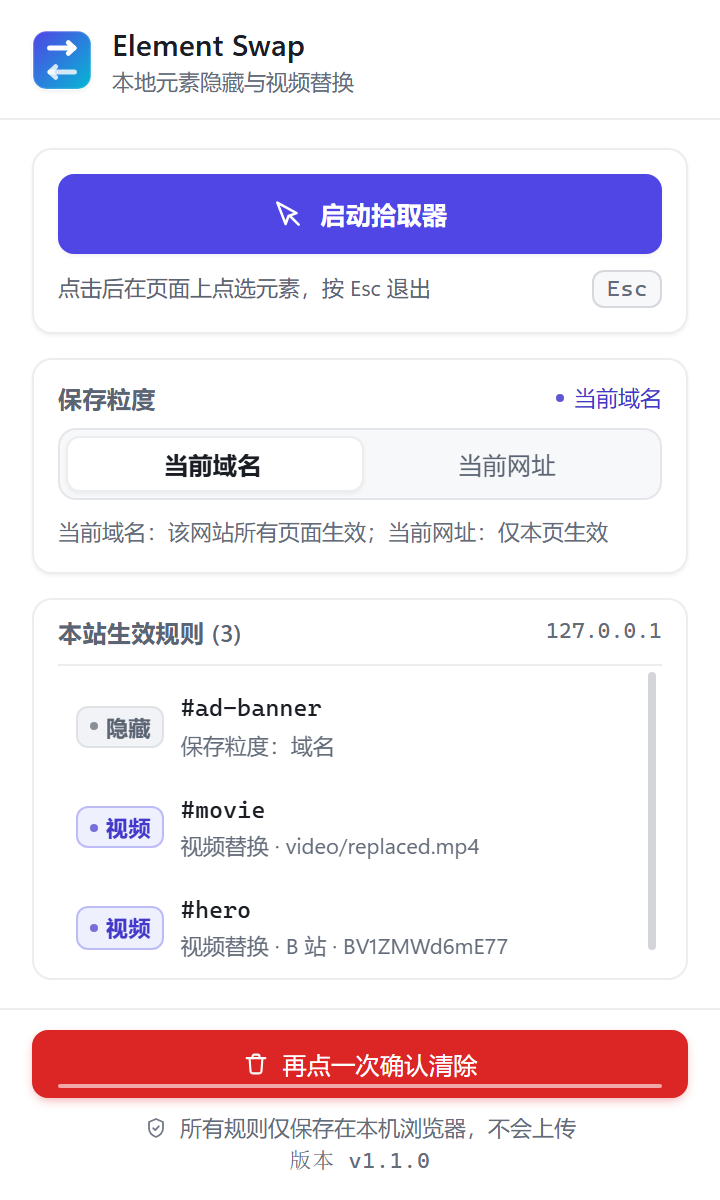 Element Swap
本地元素隐藏与视频替换
启动拾取器
点击后在页面上点选元素，按 Esc 退出
Esc
保存粒度
当前域名
当前域名
当前网址
当前域名：该网站所有页面生效；当前网址：仅本页生效
本站生效规则 (3)
127.0.0.1
隐藏
#ad-banner
保存粒度：域名
视频
#movie
视频替换 · video/replaced.mp4
视频
#hero
视频替换 · B 站 · BV1ZMWd6mE77
再点一次确认清除
所有规则仅保存在本机浏览器，不会上传
版本 v1.1.0